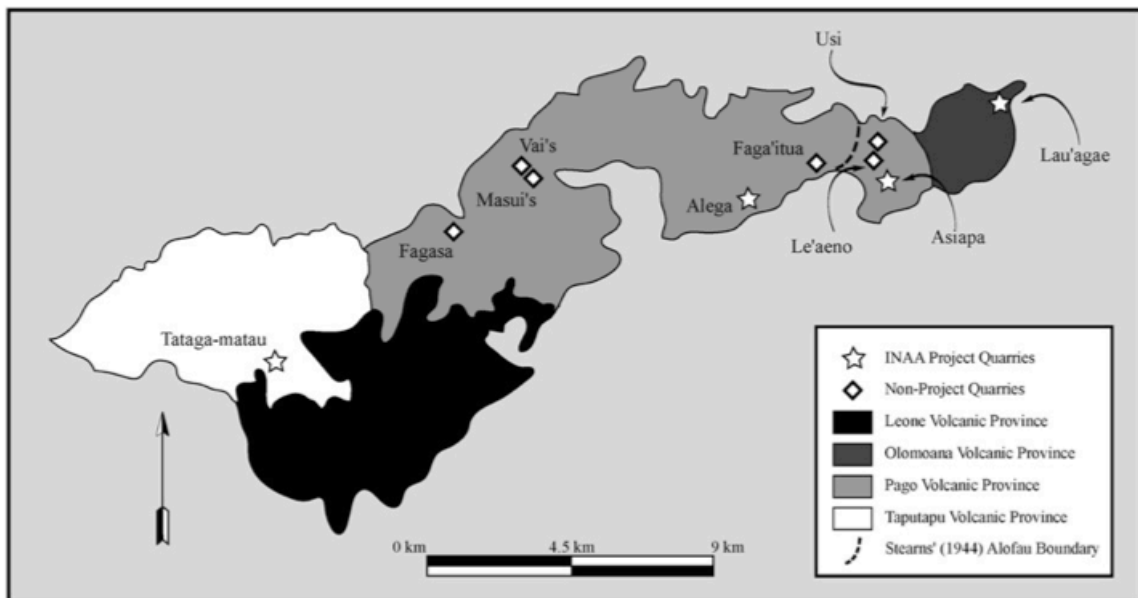 Usi
Vai's
Faga'itua
Lau'agae
Masui's
Alega
Fagasa
Le'aeno
Asiapa
Tataga-matau
INAA Project Quarries
Non-Project Quarries
Leone Volcanic Province
Olomoana Volcanic Province
Pago Volcanic Province
Taputapu Volcanic Province
Stearns' (1944) Alofau Boundary
0 km 4.5 km 9 km